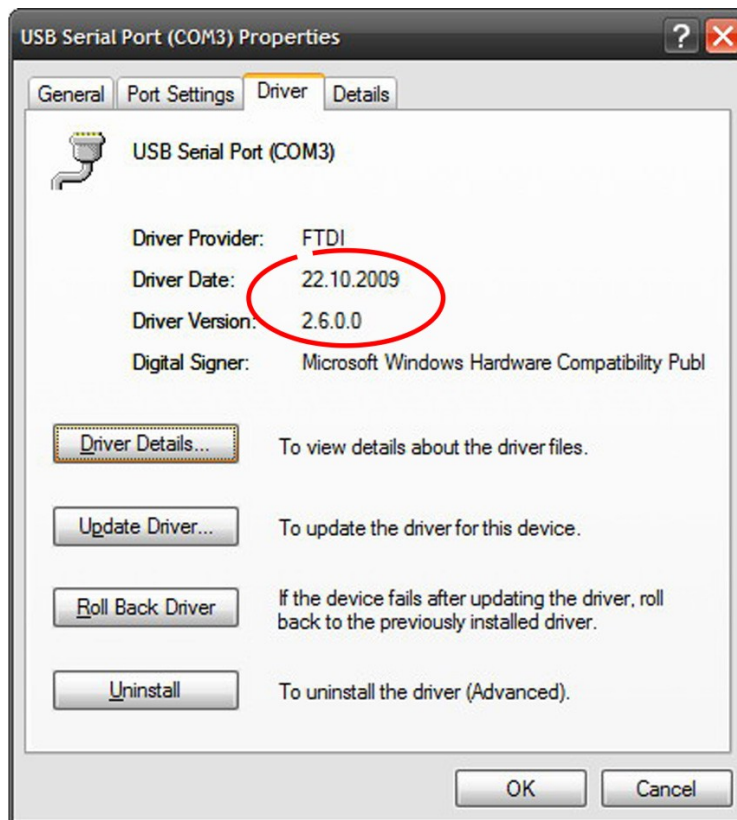 USB Serial Port (COM3) Properties
?
General Port Settings Driver Details
USB Serial Port (COM3)
Driver Provider: FTDI
Driver Date: 22.10.2009
Driver Version: 2.6.0.0
Digital Signer: Microsoft Windows Hardware Compatibility Publ
Driver Details... To view details about the driver files.
Update Driver... To update the driver for this device.
Roll Back Driver If the device fails after updating the driver, roll
back to the previously installed driver.
Uninstall To uninstall the driver (Advanced).
OK Cancel